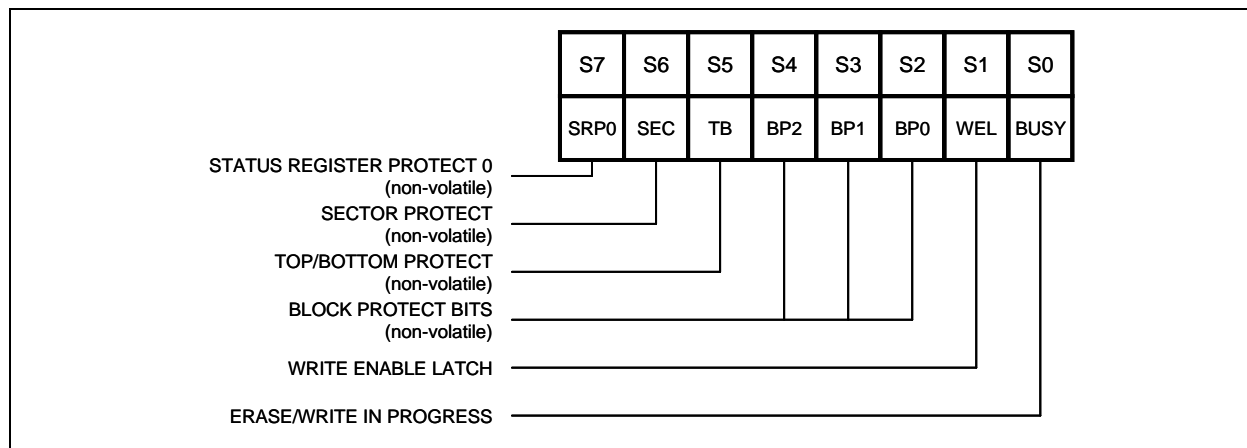 S7 S6 S5 S4 S3 S2 S1 S0
SRP0 SEC TB BP2 BP1 BP0 WEL BUSY
STATUS REGISTER PROTECT 0
(non-volatile)
SECTOR PROTECT
(non-volatile)
TOP/BOTTOM PROTECT
(non-volatile)
BLOCK PROTECT BITS
(non-volatile)
WRITE ENABLE LATCH
ERASE/WRITE IN PROGRESS